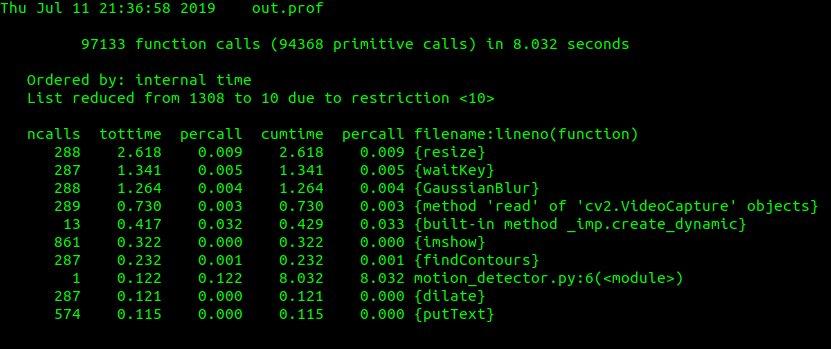 Thu Jul 11 21:36:58 2019    out.prof

         97133 function calls (94368 primitive calls) in 8.032 seconds

   Ordered by: internal time
   List reduced from 1308 to 10 due to restriction <10>

   ncalls  tottime  percall  cumtime  percall filename:lineno(function)
      288    2.618    0.009    2.618    0.009 {resize}
      287    1.341    0.005    1.341    0.005 {waitKey}
      288    1.264    0.004    1.264    0.004 {GaussianBlur}
      289    0.730    0.003    0.730    0.003 {method 'read' of 'cv2.VideoCapture' objects}
       13    0.417    0.032    0.429    0.033 {built-in method _imp.create_dynamic}
      861    0.322    0.000    0.322    0.000 {imshow}
      287    0.232    0.001    0.232    0.001 {findContours}
        1    0.122    0.122    8.032    8.032 motion_detector.py:6(<module>)
      287    0.121    0.000    0.121    0.000 {dilate}
      574    0.115    0.000    0.115    0.000 {putText}